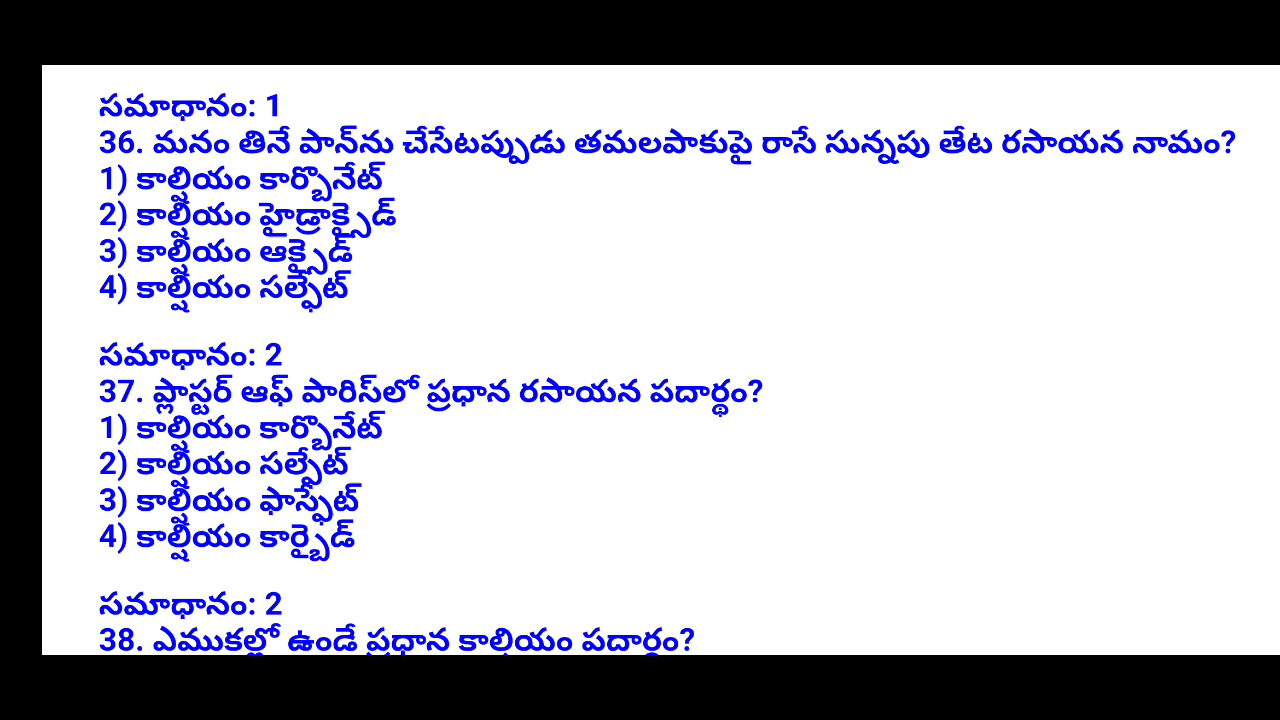 సమాధానం: 1
36. మనం తినే పాన్‌ను చేసేటప్పుడు తమలపాకుపై రాసే సున్నపు తేట రసాయన నామం?
1) కాల్షియం కార్బొనేట్
2) కాల్షియం హైడ్రాక్సైడ్
3) కాల్షియం ఆక్సైడ్
4) కాల్షియం సల్ఫేట్
సమాధానం: 2
37. ప్లాస్టర్ ఆఫ్ పారిస్‌లో ప్రధాన రసాయన పదార్థం?
1) కాల్షియం కార్బొనేట్
2) కాల్షియం సల్ఫేట్
3) కాల్షియం ఫాస్ఫేట్
4) కాల్షియం కార్బైడ్
సమాధానం: 2
38. ఎముకల్లో ఉండే ప్రధాన కాల్షియం పదార్థం?